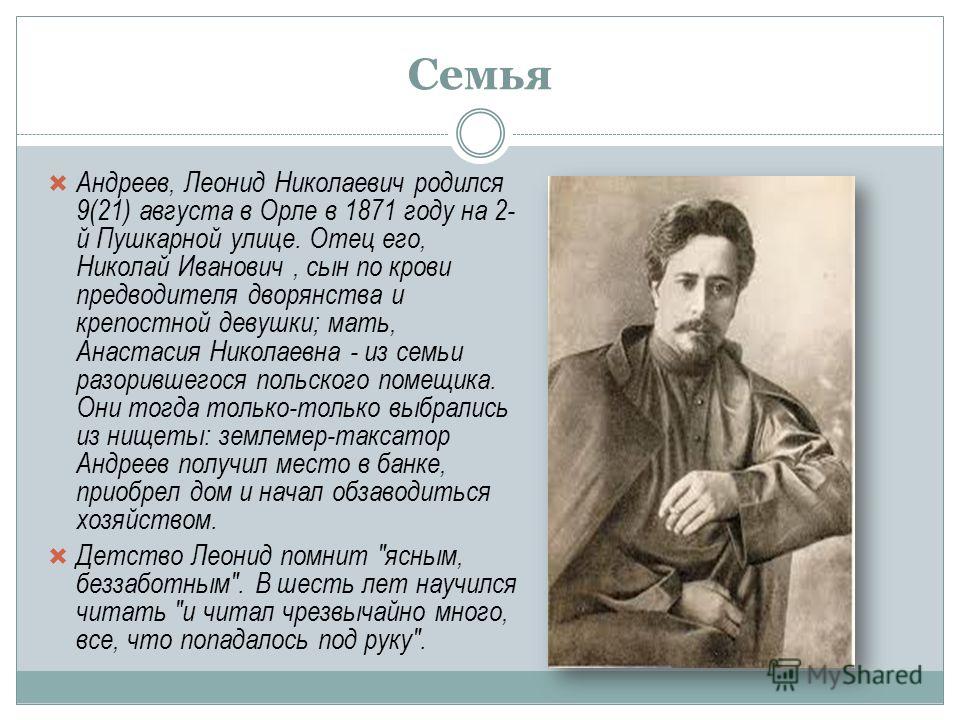 Семья
Андреев, Леонид Николаевич родился
9(21) августа в Орле в 1871 году на 2-
й Пушкарной улице. Отец его,
Николай Иванович , сын по крови
предводителя дворянства и
крепостной девушки; мать,
Анастасия Николаевна - из семьи
разорившегося польского помещика.
Они тогда только-только выбрались
из нищеты: землемер-таксатор
Андреев получил место в банке,
приобрел дом и начал обзаводиться
хозяйством.
Детство Леонид помнит "ясным,
беззаботным". В шесть лет научился
читать "и читал чрезвычайно много,
все, что попадалось под руку".
MyShared